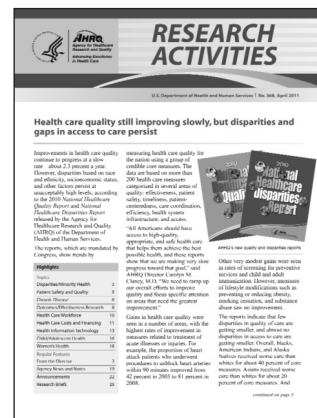 AHRQ
Agency for Healthcare
Research and Quality
Advancing Excellence
in Health Care
RESEARCH
ACTIVITIES
U.S. Department of Health and Human Services | No. 368, April 2011
Health care quality still improving slowly, but disparities and
gaps in access to care persist
Improvements in health care quality
continue to progress at a slow
rate—about 2.3 percent a year.
However, disparities based on race
and ethnicity, socioeconomic status,
and other factors persist at
unacceptably high levels, according
to the 2010 National Healthcare
Quality Report and National
Healthcare Disparities Report
released by the Agency for
Healthcare Research and Quality
(AHRQ) of the Department of
Health and Human Services.
The reports, which are mandated by
Congress, show trends by
Highlights
Topics
Disparities/Minority Health 2
Patient Safety and Quality 5
Chronic Disease 6
Outcomes/Effectiveness Research 9
Health Care Workforce
Health Care Costs and Financing 11
Health Information Technology 13
Child/Adolescent Health 16
Women's Health 18
Regular Features
From the Director 2
Agency News and Notes 19
Announcements 22
Research Briefs 25
measuring health care quality for
the nation using a group of
credible core measures. The
data are based on more than
200 health care measures
categorized in several areas of
quality: effectiveness, patient
safety, timeliness, patient-
centeredness, care coordination,
efficiency, health system
infrastructure, and access.
"All Americans should have
access to high-quality,
appropriate, and safe health care
that helps them achieve the best
possible health, and these reports
show that we are making very slow
progress toward that goal," said
AHRQ Director Carolyn M.
Clancy, M.D. "We need to ramp up
our overall efforts to improve
quality and focus specific attention
on areas that need the greatest
improvement."
Gains in health care quality were
seen in a number of areas, with the
highest rates of improvement in
measures related to treatment of
acute illnesses or injuries. For
example, the proportion of heart
attack patients who underwent
procedures to unblock heart arteries
within 90 minutes improved from
42 percent in 2005 to 81 percent in
2008.
2010
National
Healthcare
Disparities
Report
AHRQ's new quality and disparities reports
Other very modest gains were seen
in rates of screening for preventive
services and child and adult
immunization. However, measures
of lifestyle modifications such as
preventing or reducing obesity,
smoking cessation, and substance
abuse saw no improvement.
The reports indicate that few
disparities in quality of care are
getting smaller, and almost no
disparities in access to care are
getting smaller. Overall, blacks,
American Indians, and Alaska
Natives received worse care than
whites for about 40 percent of core
measures. Asians received worse
care than whites for about 20
percent of core measures. And
continued on page 3